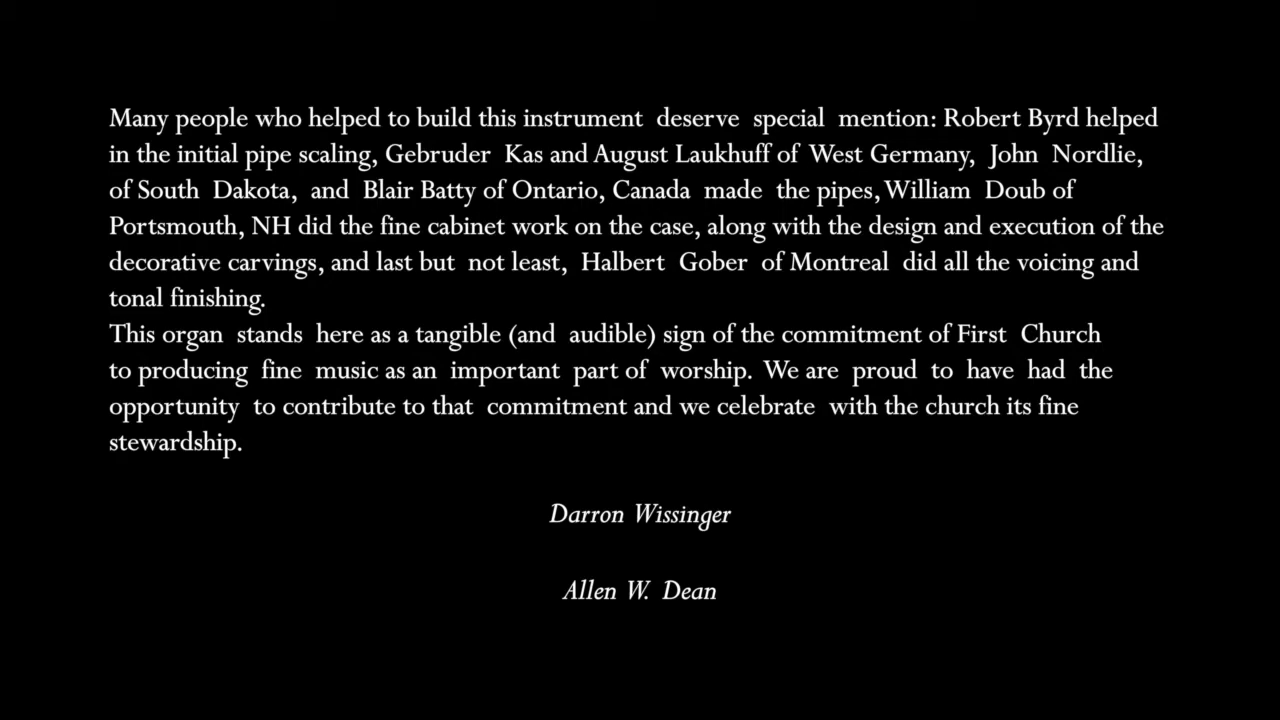 Many people who helped to build this instrument deserve special mention: Robert Byrd helped
in the initial pipe scaling, Gebruder Kas and August Laukhuff of West Germany, John Nordlie,
of South Dakota, and Blair Batty of Ontario, Canada made the pipes, William Doub of
Portsmouth, NH did the fine cabinet work on the case, along with the design and execution of the
decorative carvings, and last but not least, Halbert Gober of Montreal did all the voicing and
tonal finishing.
This organ stands here as a tangible (and audible) sign of the commitment of First Church
to producing fine music as an important part of worship. We are proud to have had the
opportunity to contribute to that commitment and we celebrate with the church its fine
stewardship.
Darron Wissinger
Allen W. Dean